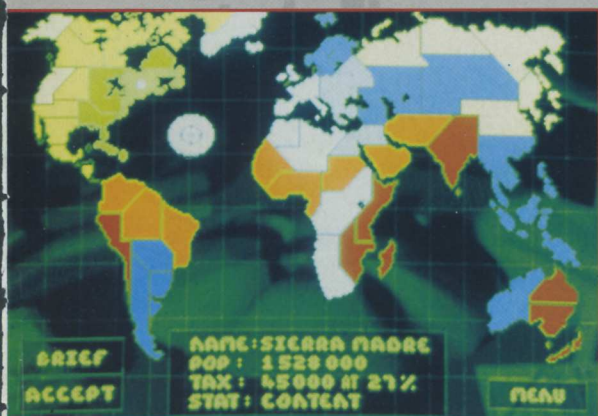 NAME:SIERRA MADRE
POP: 1528000
TAX: 45000 AT 27%
STAT: CONTENT
BRIEF
ACCEPT
MENU